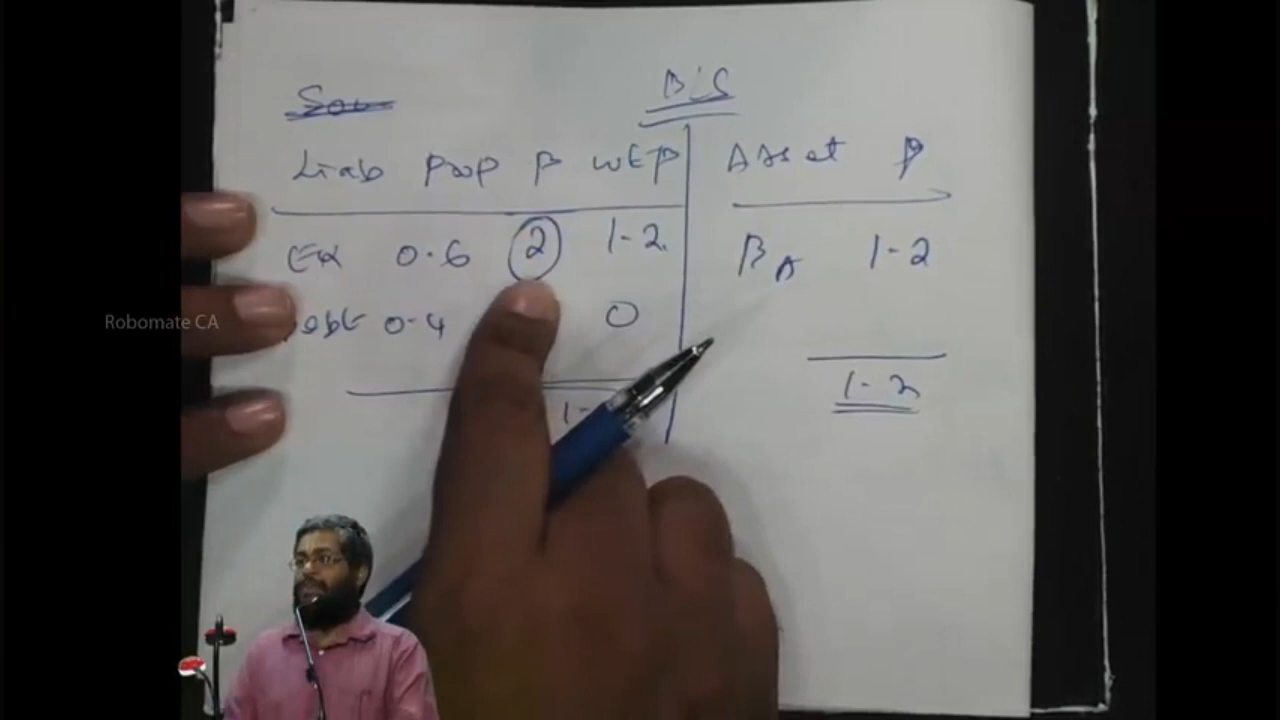 B/S
Liab Prop β WEβ Asset β
EQ 0.6 2 1.2 βA 1.2
Debt 0.4 0
1.2
Robomate CA